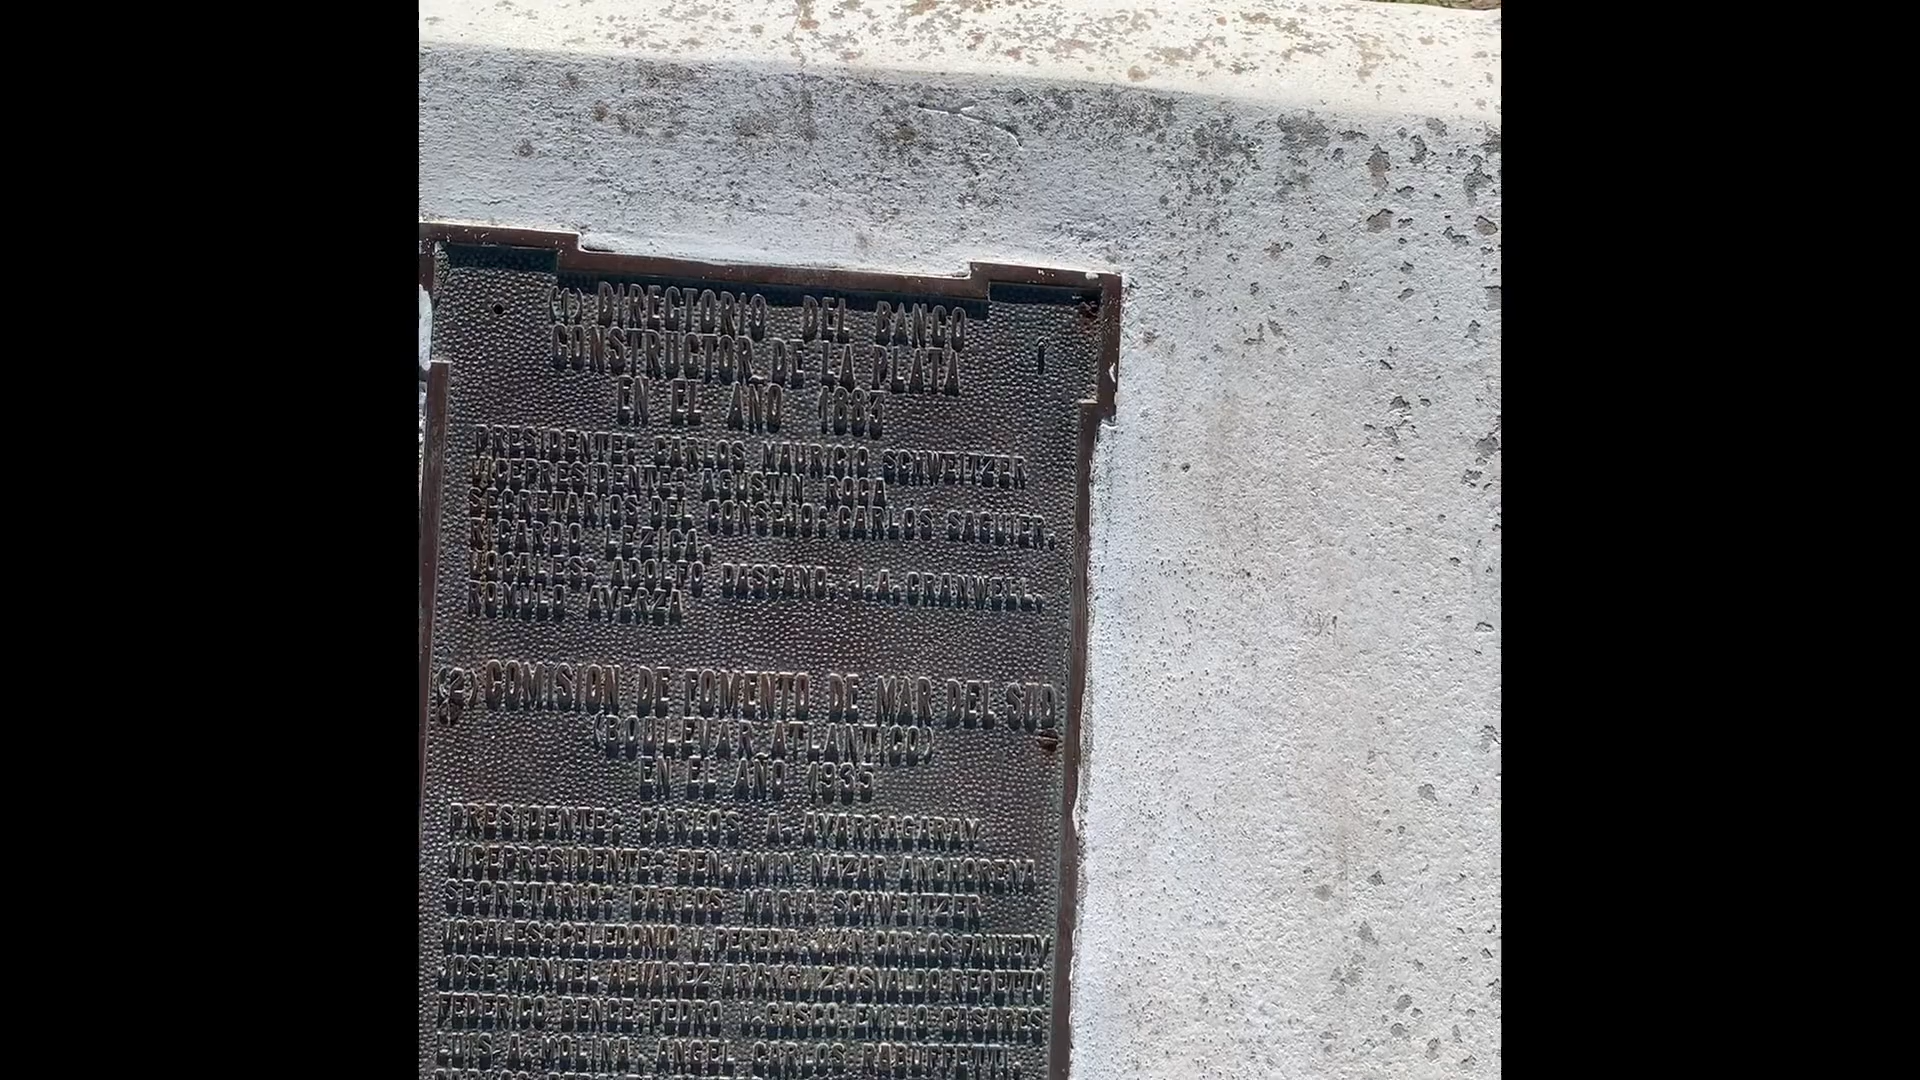 (1) DIRECTORIO DEL BANCO
CONSTRUCTOR DE LA PLATA
EN EL AÑO 1883
PRESIDENTE: CARLOS MAURICIO SCHWEITZER
VICEPRESIDENTE: AGUSTIN ROCA
SECRETARIOS DEL CONSEJO: CARLOS SAGUIER,
RICARDO LEZICA.
VOCALES: ADOLFO DASCANO. J.A. CRANWELL.
ROMULO AYERZA
(2) COMISION DE FOMENTO DE MAR DEL SUD
(BOULEVAR ATLANTICO)
EN EL AÑO 1935
PRESIDENTE: CARLOS A. AYARRAGARAY
VICEPRESIDENTE: BENJAMIN NAZAR ANCHORENA
SECRETARIO: CARLOS MARIA SCHWEITZER
VOCALES: CELEDONIO V. PEREDA JUAN CARLOS
JOSE MANUEL ALVAREZ ARANGUIZ OSVALDO REPETTO
FEDERICO BENCE, PEDRO V. GASCO, EMILIO CASARES
LUIS A. MOLINA, ANGEL CARLOS